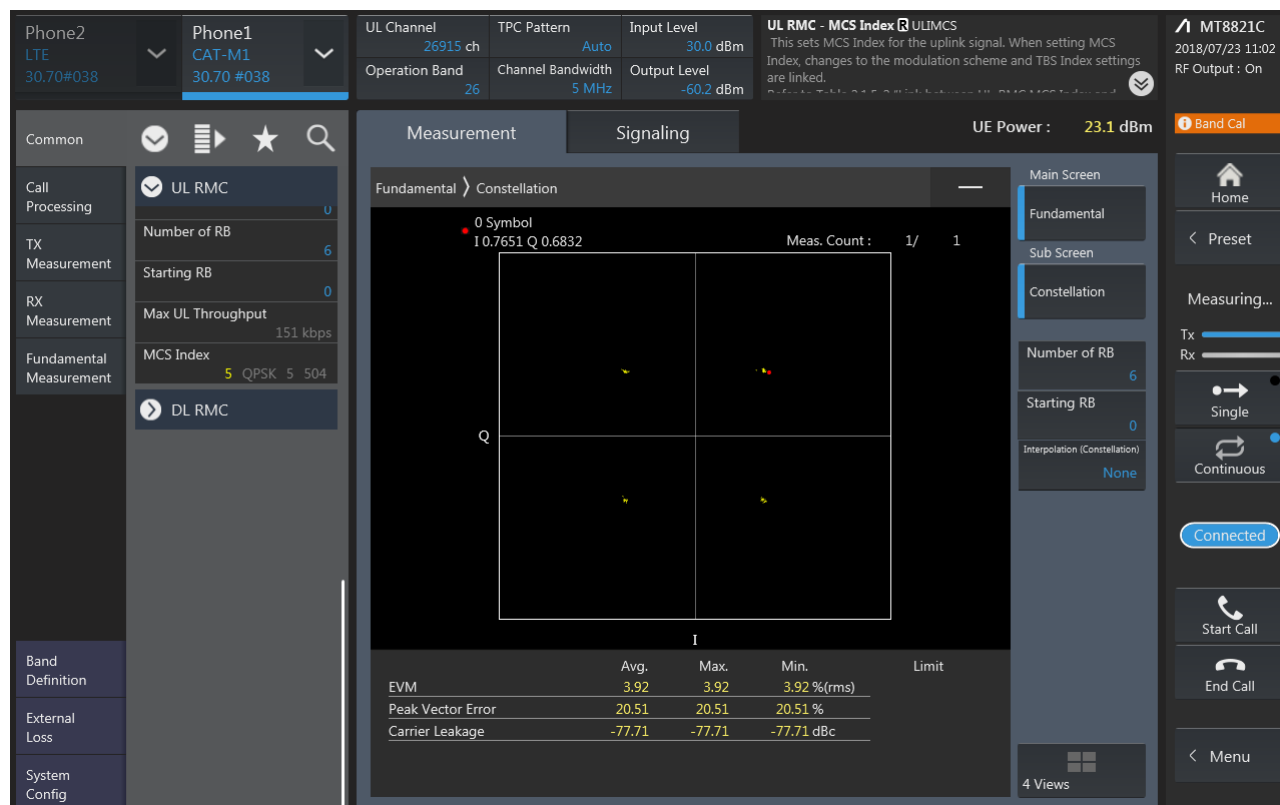 Phone2
LTE
30.70#038
Phone1
CAT-M1
30.70 #038
UL Channel
26915 ch
TPC Pattern
Auto
Input Level
30.0 dBm
Operation Band
26
Channel Bandwidth
5 MHz
Output Level
-60.2 dBm
UL RMC - MCS Index R ULIMCS
This sets MCS Index for the uplink signal. When setting MCS
Index, changes to the modulation scheme and TBS Index settings
are linked.
MT8821C
2018/07/23 11:02
RF Output : On
Common
Call
Processing
TX
Measurement
RX
Measurement
Fundamental
Measurement
Band
Definition
External
Loss
System
Config
UL RMC
0
Number of RB
6
Starting RB
0
Max UL Throughput
151 kbps
MCS Index
5 QPSK 5 504
DL RMC
Measurement
Signaling
UE Power : 23.1 dBm
Fundamental 〉 Constellation
0 Symbol
I 0.7651 Q 0.6832
Meas. Count : 1/ 1
Q
I
Avg. Max. Min. Limit
EVM 3.92 3.92 3.92 %(rms)
Peak Vector Error 20.51 20.51 20.51 %
Carrier Leakage -77.71 -77.71 -77.71 dBc
Main Screen
Fundamental
Sub Screen
Constellation
Number of RB
6
Starting RB
0
Interpolation (Constellation)
None
4 Views
Band Cal
Home
< Preset
Measuring...
Tx
Rx
Single
Continuous
Connected
Start Call
End Call
< Menu